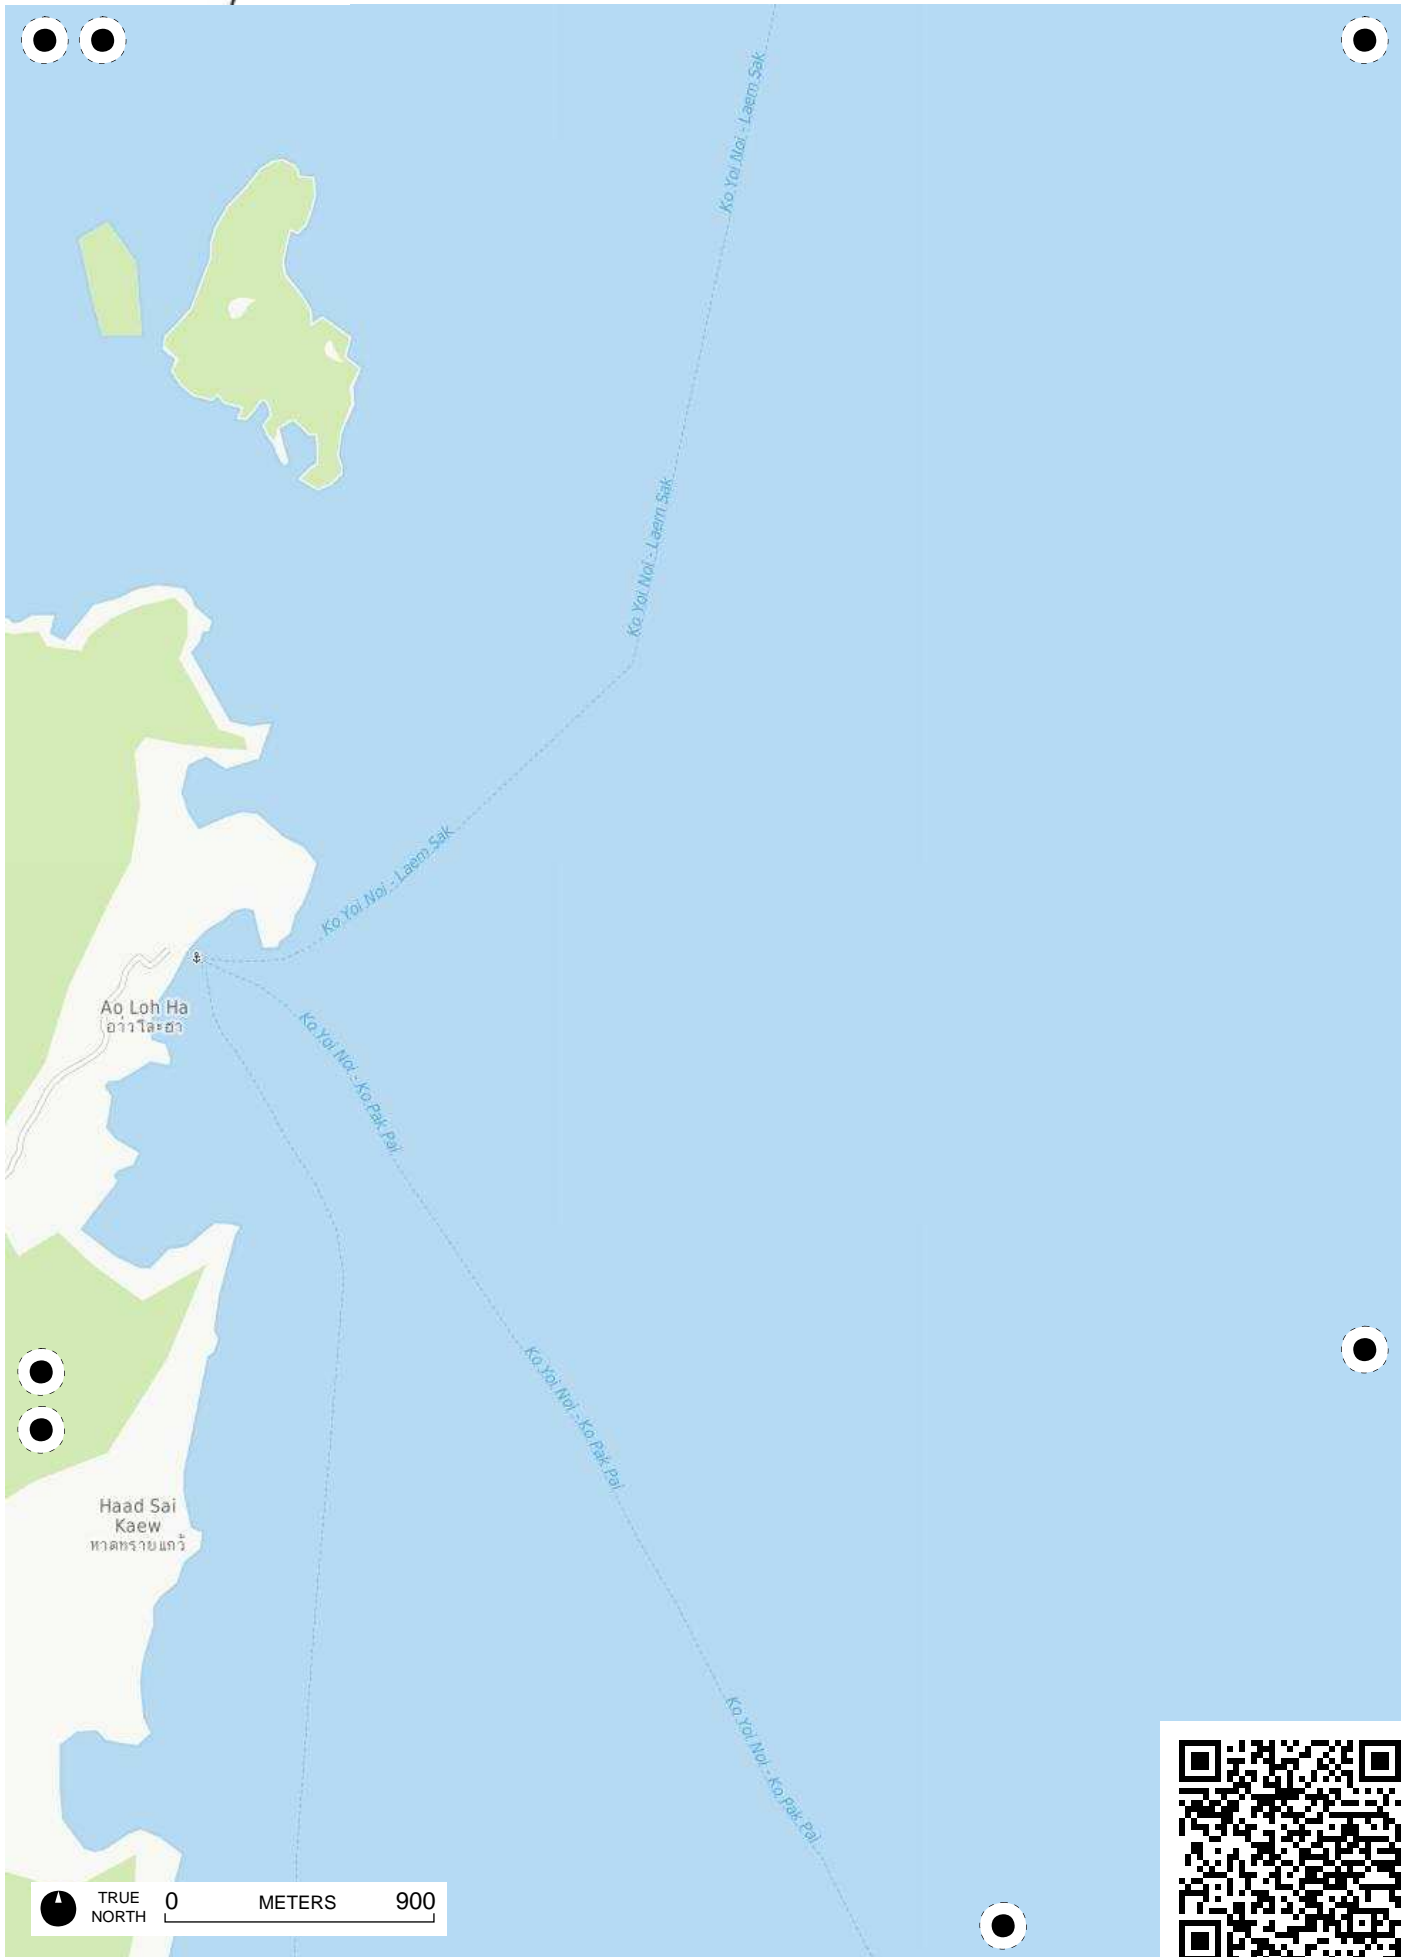 Ko Yoi Noi - Laem Sak
Ko Yoi Noi - Laem Sak
Ko Yoi Noi - Laem Sak
Ao Loh Ha
อ่าวโละฮา
Ko Yoi Noi - Ko Pak Pai
Ko Yoi Noi - Ko Pak Pai
Haad Sai
Kaew
หาดทรายแก้ว
Ko Yoi Noi - Ko Pak Pai
TRUE
NORTH
0 METERS 900